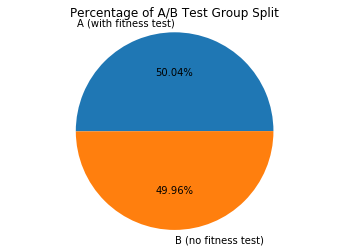 Percentage of A/B Test Group Split
A (with fitness test)
50.04%
49.96%
B (no fitness test)